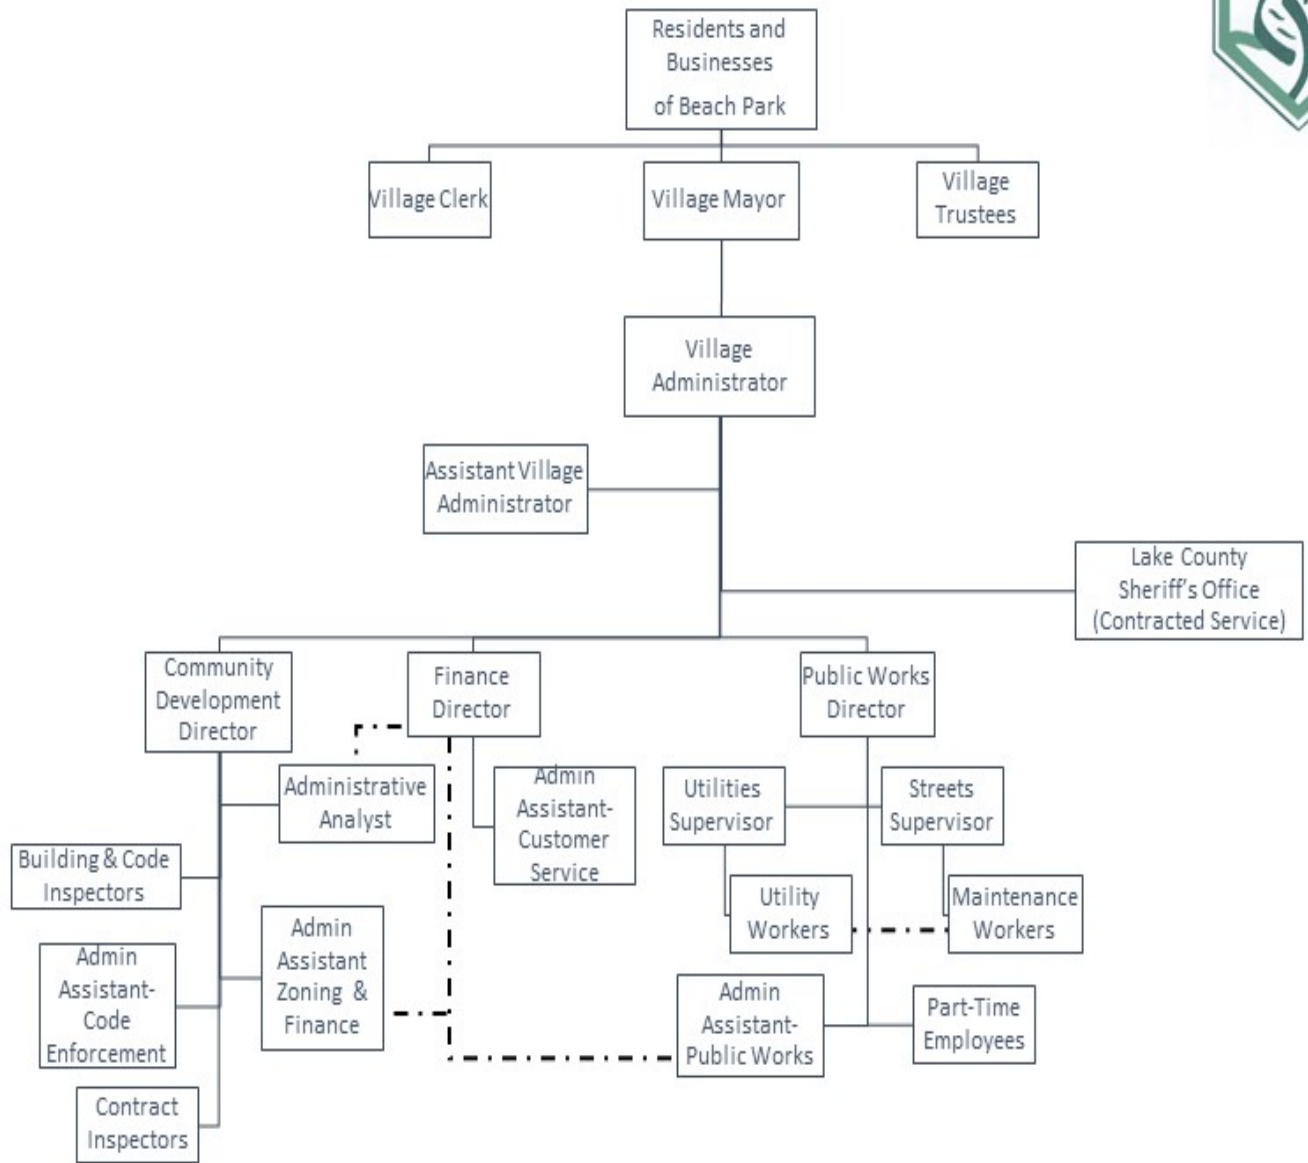 Residents and
Businesses
of Beach Park
Village Clerk
Village Mayor
Village
Trustees
Village
Administrator
Assistant Village
Administrator
Lake County
Sheriff's Office
(Contracted Service)
Community
Development
Director
Finance
Director
Public Works
Director
Administrative
Analyst
Admin
Assistant-
Customer
Service
Utilities
Supervisor
Streets
Supervisor
Building & Code
Inspectors
Utility
Workers
Maintenance
Workers
Admin
Assistant
Zoning &
Finance
Admin
Assistant-
Code
Enforcement
Admin
Assistant-
Public Works
Part-Time
Employees
Contract
Inspectors